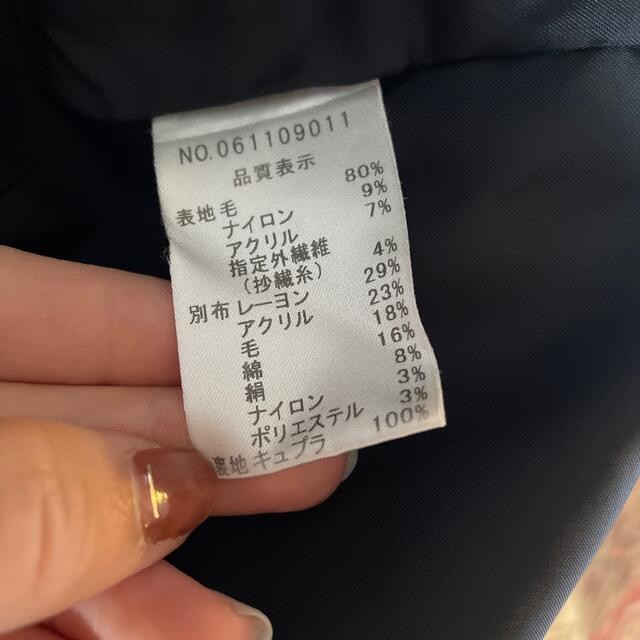 NO.061109011
品質表示
表地 毛 80%
ナイロン 9%
アクリル 7%
指定外繊維
(抄繊糸) 4%
別布 レーヨン 29%
アクリル 23%
毛 18%
綿 16%
絹 8%
ナイロン 3%
ポリエステル 3%
裏地 キュプラ 100%